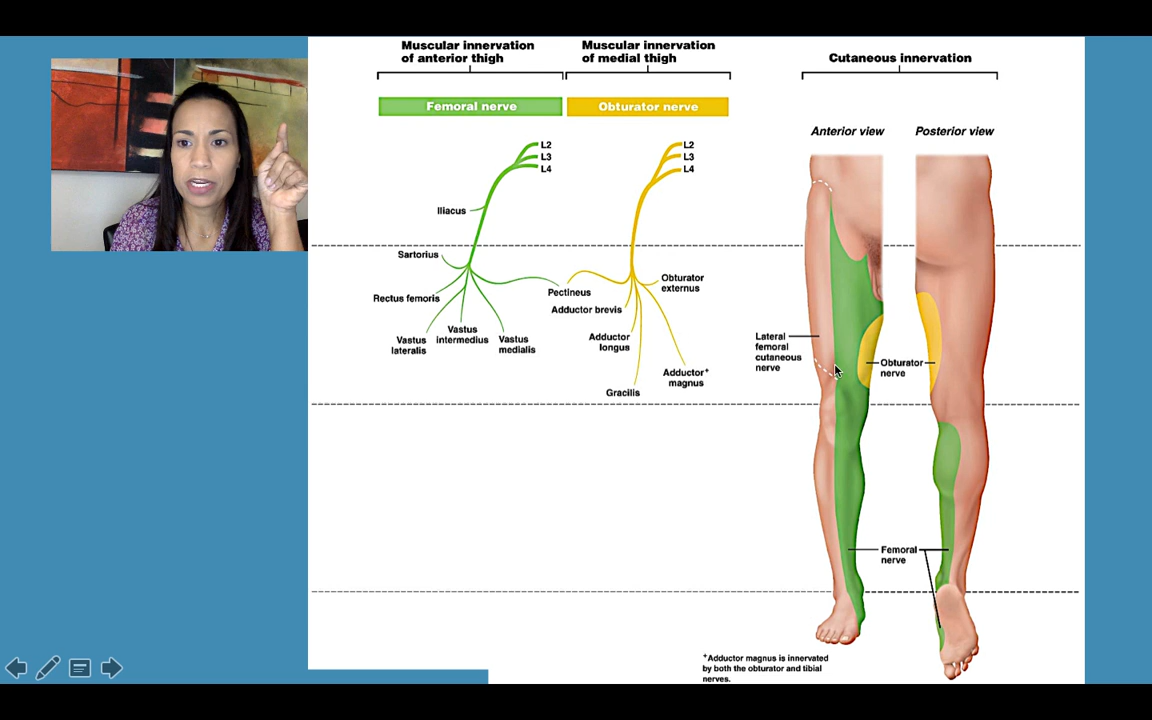 Muscular innervation
of anterior thigh
Muscular innervation
of medial thigh
Cutaneous innervation
Femoral nerve
Obturator nerve
Anterior view
Posterior view
L2
L3
L4
L2
L3
L4
Iliacus
Sartorius
Rectus femoris
Vastus
lateralis
Vastus
intermedius
Vastus
medialis
Pectineus
Obturator
externus
Adductor brevis
Adductor
longus
Adductor+
magnus
Gracilis
Lateral
femoral
cutaneous
nerve
Obturator
nerve
Femoral
nerve
+Adductor magnus is innervated
by both the obturator and tibial
nerves.